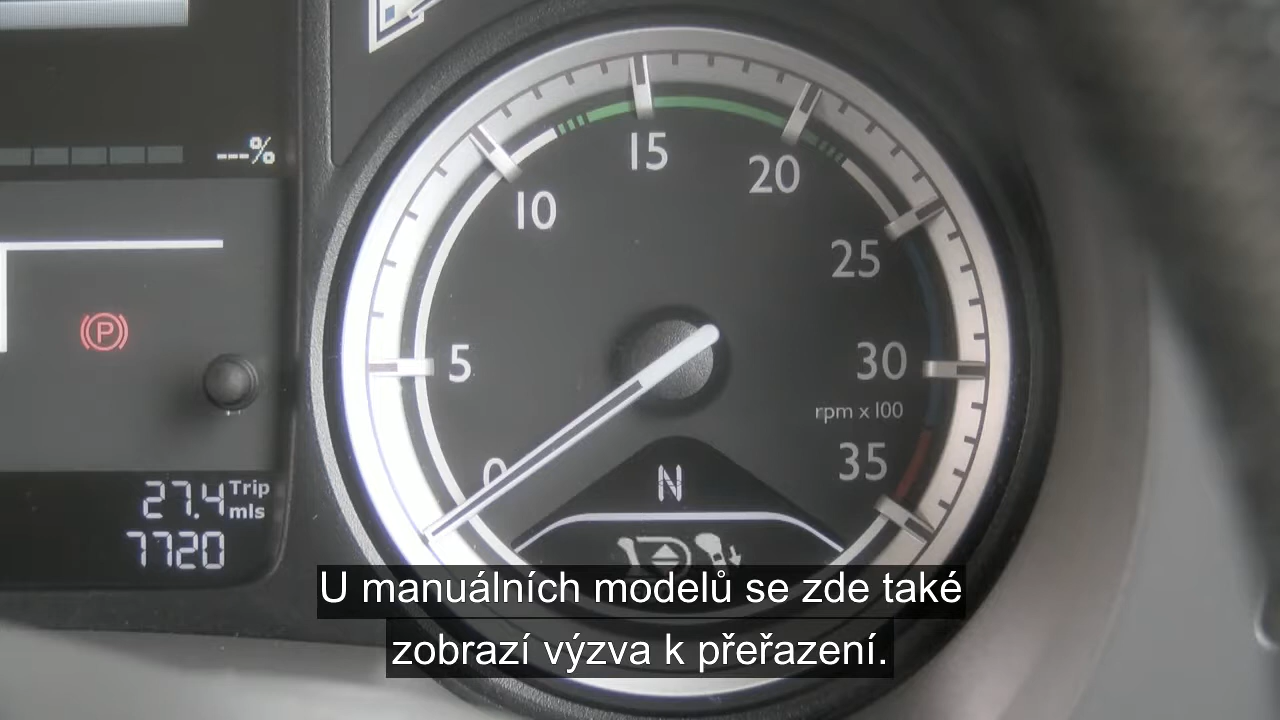 ---%
15
20
10
25
5
30
rpm x 100
P
35
0
N
27.4 Trip mls
7720
U manuálních modelů se zde také
zobrazí výzva k přeřazení.